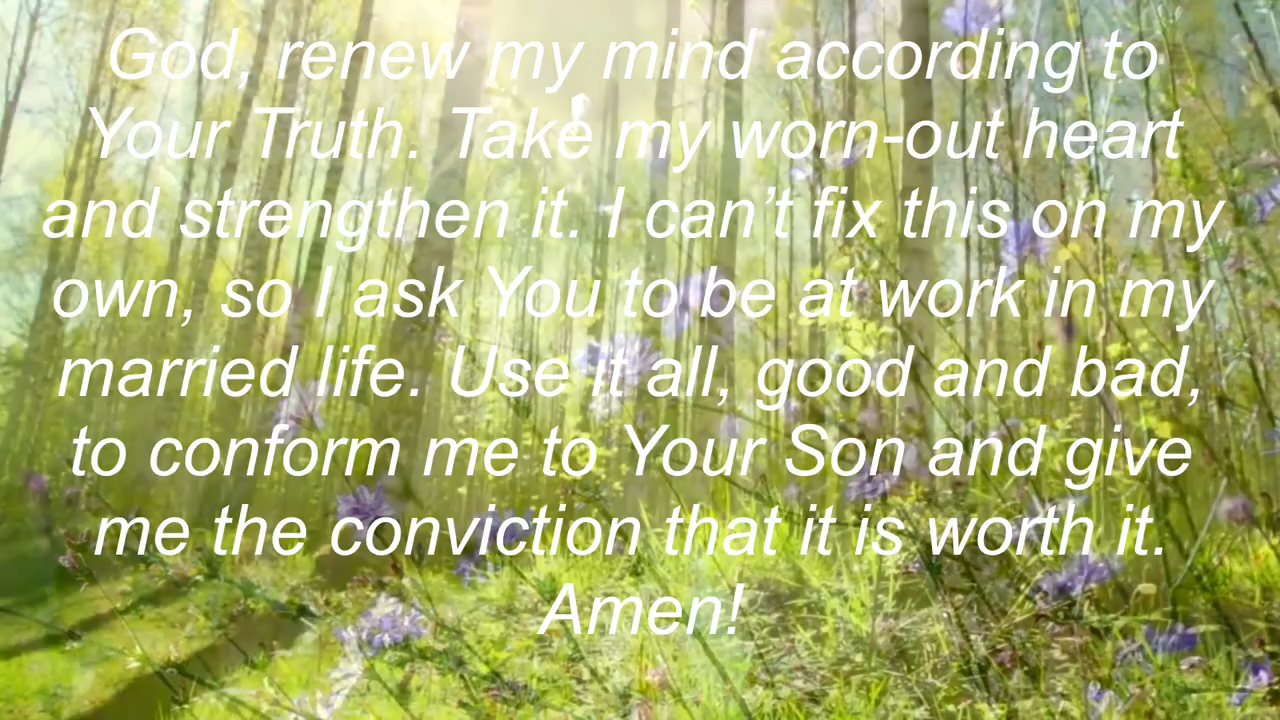 God, renew my mind according to
Your Truth. Take my worn-out heart
and strengthen it. I can’t fix this on my
own, so I ask You to be at work in my
married life. Use it all, good and bad,
to conform me to Your Son and give
me the conviction that it is worth it.
Amen!